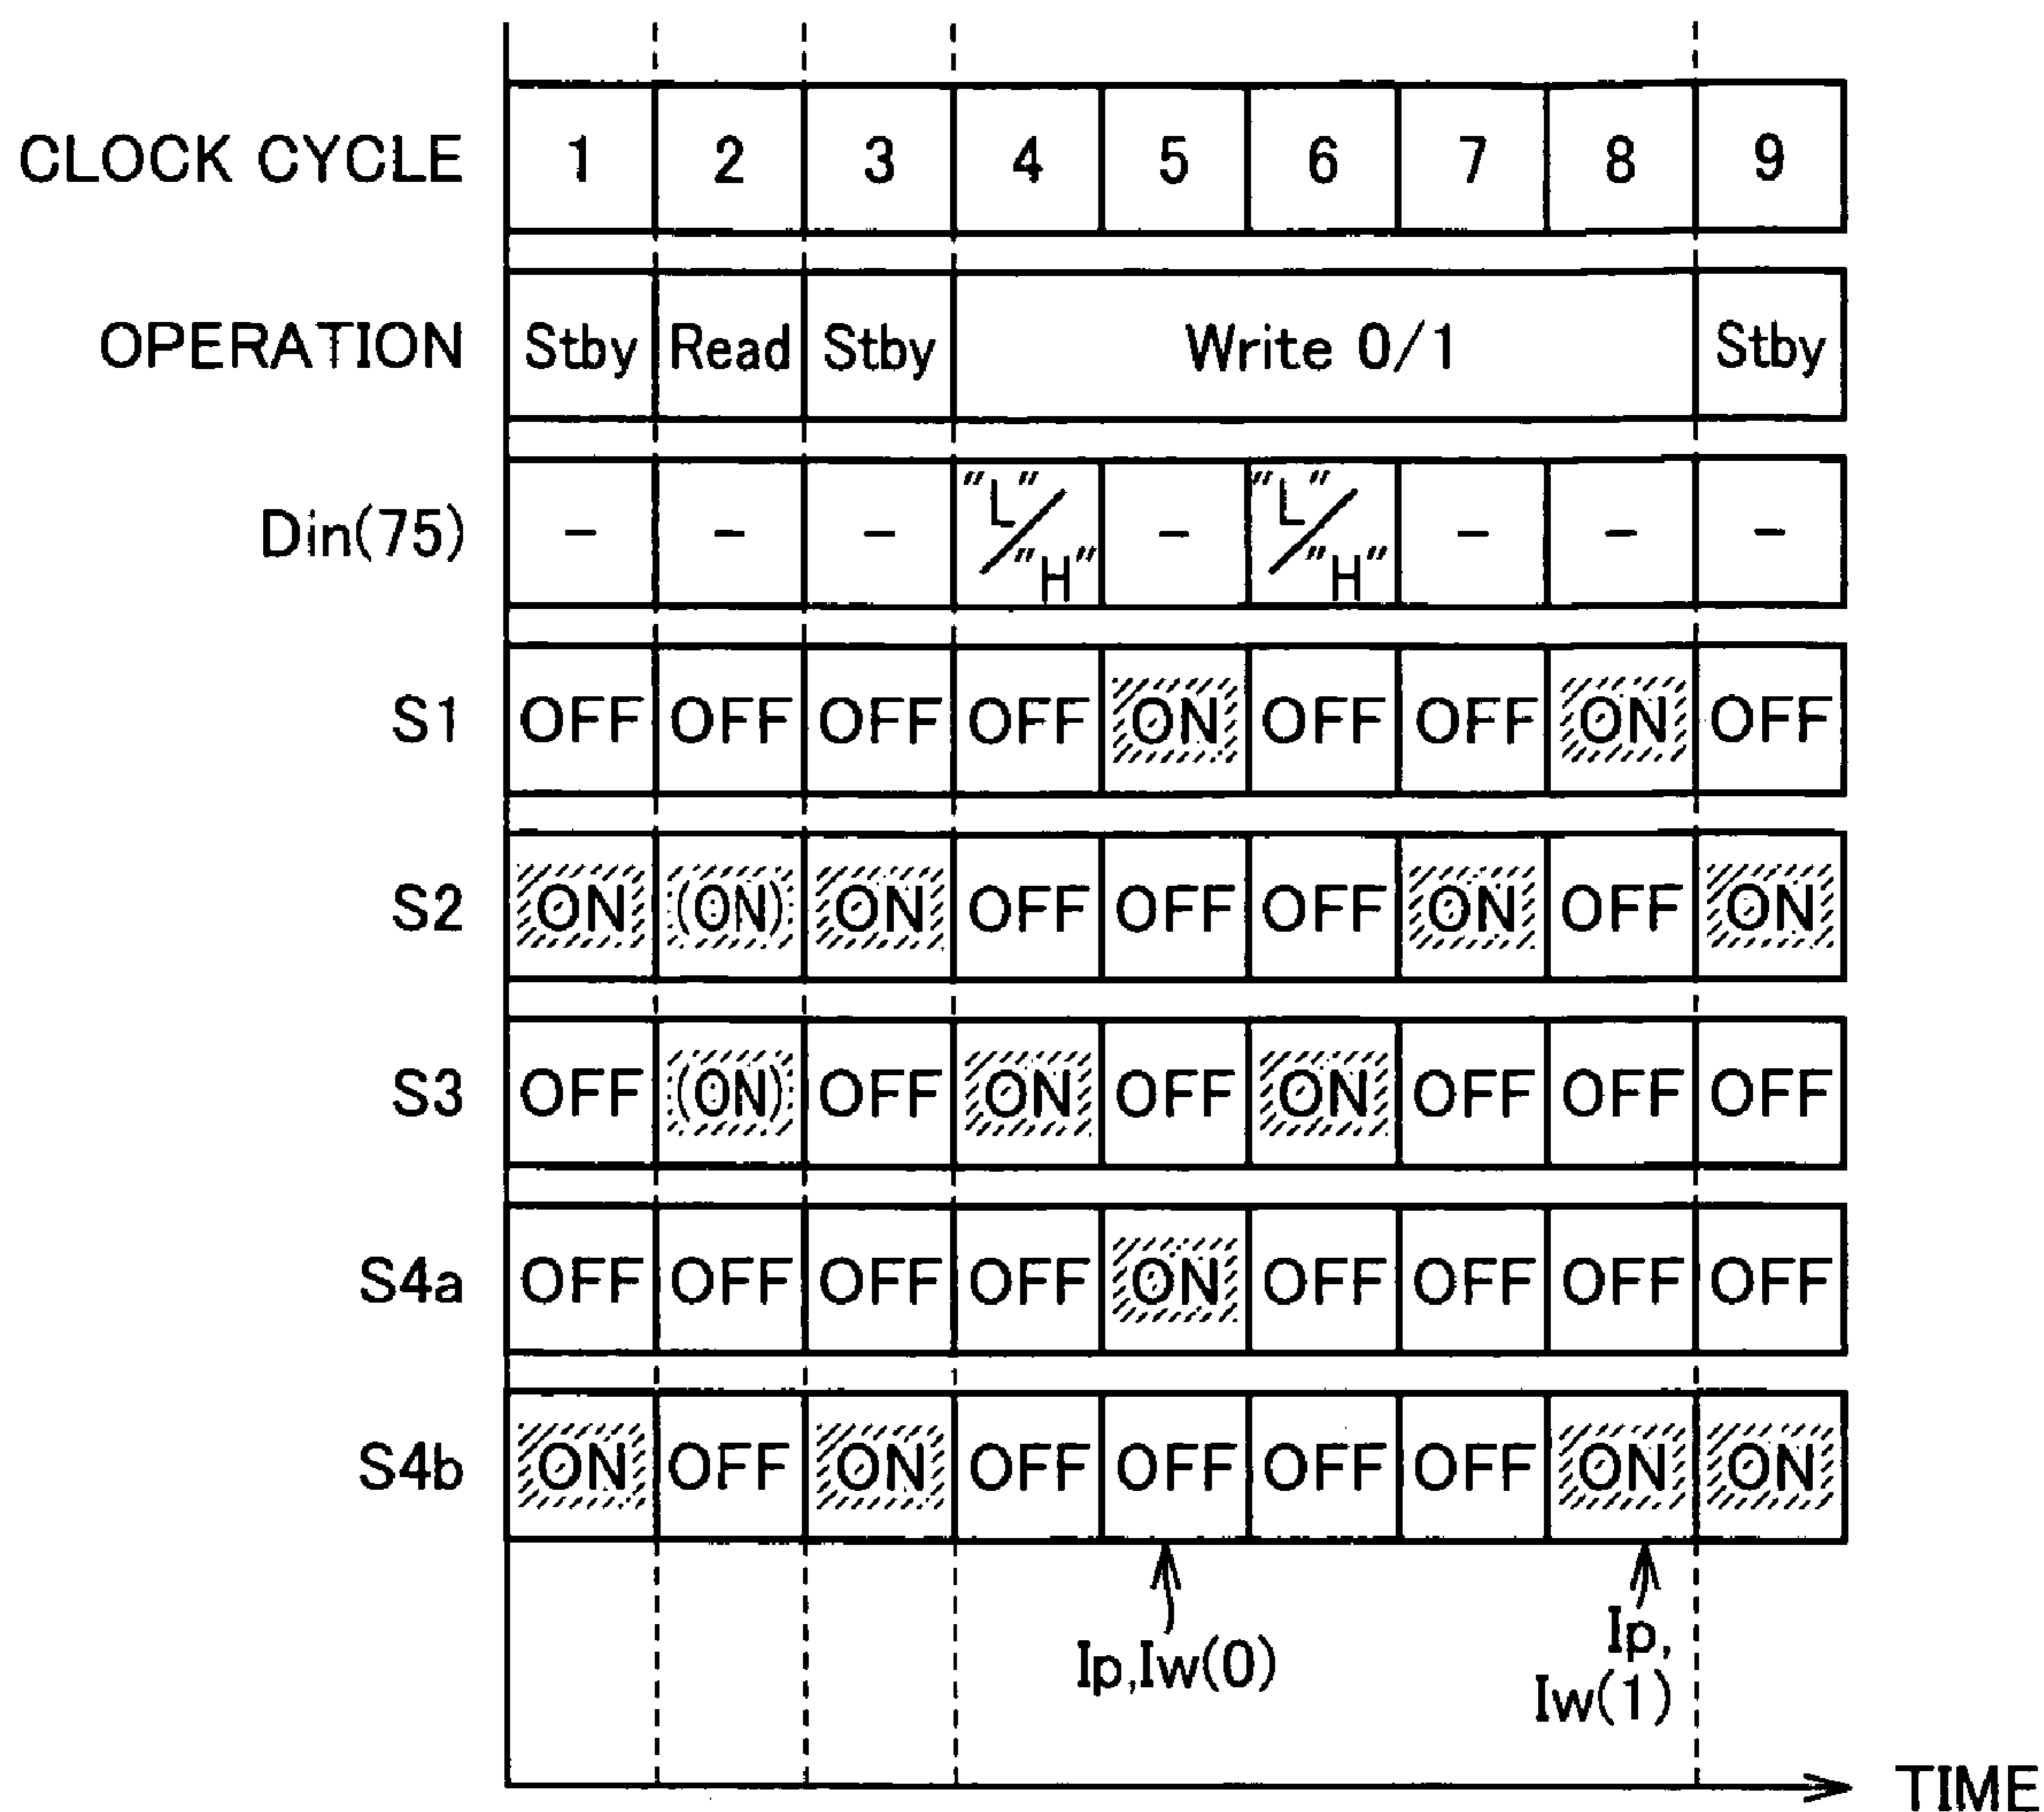 CLOCK CYCLE 1 2 3 4 5 6 7 8 9
OPERATION Stby Read Stby Write 0/1 Stby
Din(75) - - - "L"/"H" - "L"/"H" - - -
S1 OFF OFF OFF OFF ON OFF OFF ON OFF
S2 ON (ON) ON OFF OFF OFF ON OFF ON
S3 OFF (ON) OFF ON OFF ON OFF OFF OFF
S4a OFF OFF OFF OFF ON OFF OFF OFF OFF
S4b ON OFF ON OFF OFF OFF OFF ON ON
Ip,Iw(0)
Ip,
Iw(1)
TIME